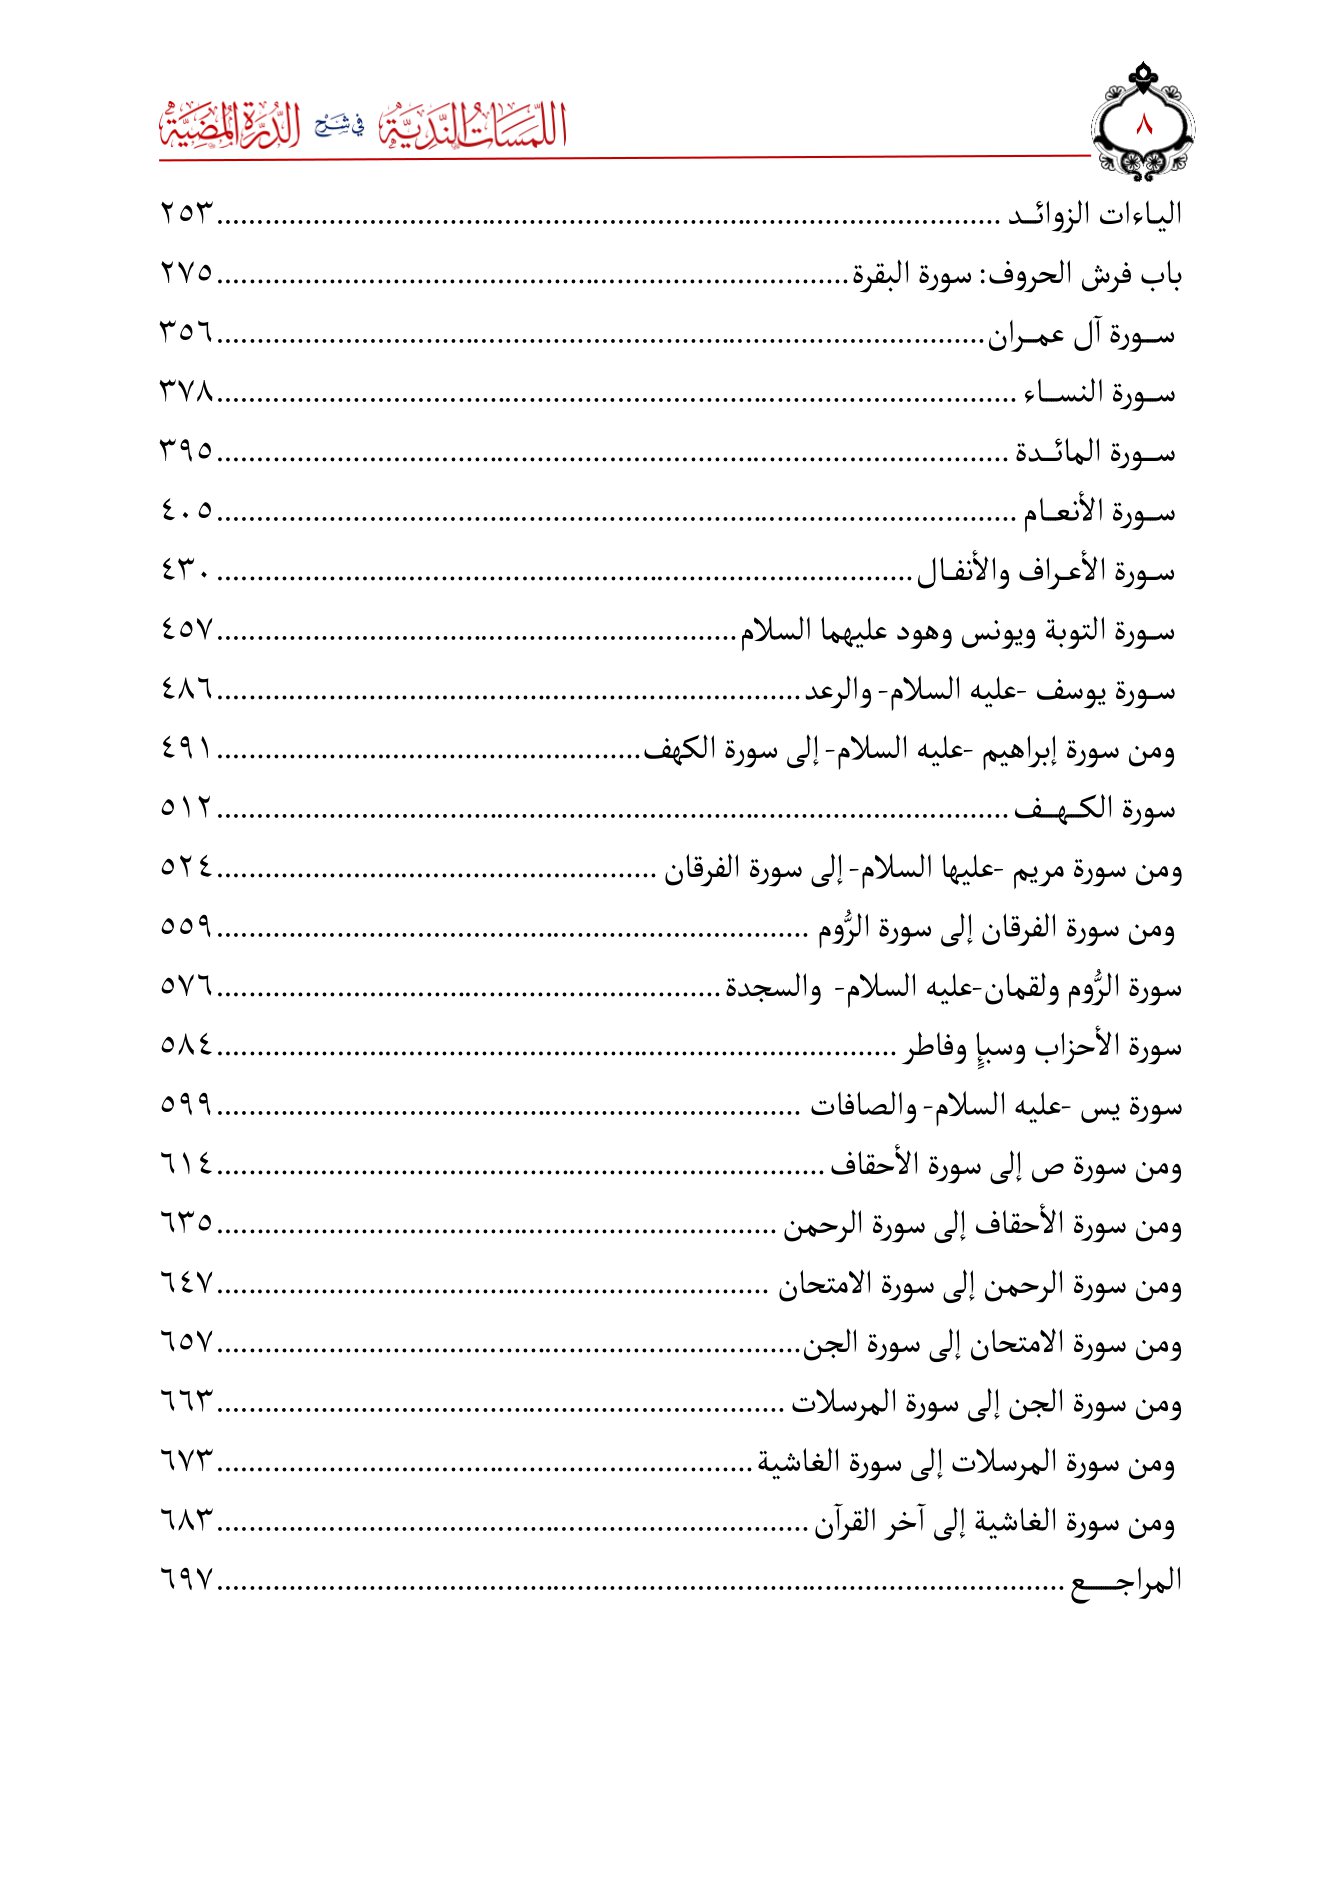 اللَّمَسَاتُ النَّدِيَّة في شَرْحِ الدُّرَّةِ المُضِيَّة
٨
الياءات الزوائـد ........ ٢٥٣
باب فرش الحروف: سورة البقرة ........ ٢٧٥
سـورة آل عمـران ........ ٣٥٦
سـورة النسـاء ........ ٣٧٨
سـورة المائـدة ........ ٣٩٥
سـورة الأنعـام ........ ٤٠٥
سـورة الأعـراف والأنفـال ........ ٤٣٠
سـورة التوبة ويونس وهود عليهما السلام ........ ٤٥٧
سـورة يوسف -عليه السلام- والرعد ........ ٤٨٦
ومن سورة إبراهيم -عليه السلام- إلى سورة الكهف ........ ٤٩١
سورة الكـهـف ........ ٥١٢
ومن سورة مريم -عليها السلام- إلى سورة الفرقان ........ ٥٢٤
ومن سورة الفرقان إلى سورة الرُّوم ........ ٥٥٩
سورة الرُّوم ولقمان-عليه السلام- والسجدة ........ ٥٧٦
سورة الأحزاب وسبإٍ وفاطر ........ ٥٨٤
سورة يس -عليه السلام- والصافات ........ ٥٩٩
ومن سورة ص إلى سورة الأحقاف ........ ٦١٤
ومن سورة الأحقاف إلى سورة الرحمن ........ ٦٣٥
ومن سورة الرحمن إلى سورة الامتحان ........ ٦٤٧
ومن سورة الامتحان إلى سورة الجن ........ ٦٥٧
ومن سورة الجن إلى سورة المرسلات ........ ٦٦٣
ومن سورة المرسلات إلى سورة الغاشية ........ ٦٧٣
ومن سورة الغاشية إلى آخر القرآن ........ ٦٨٣
المراجـــع ........ ٦٩٧